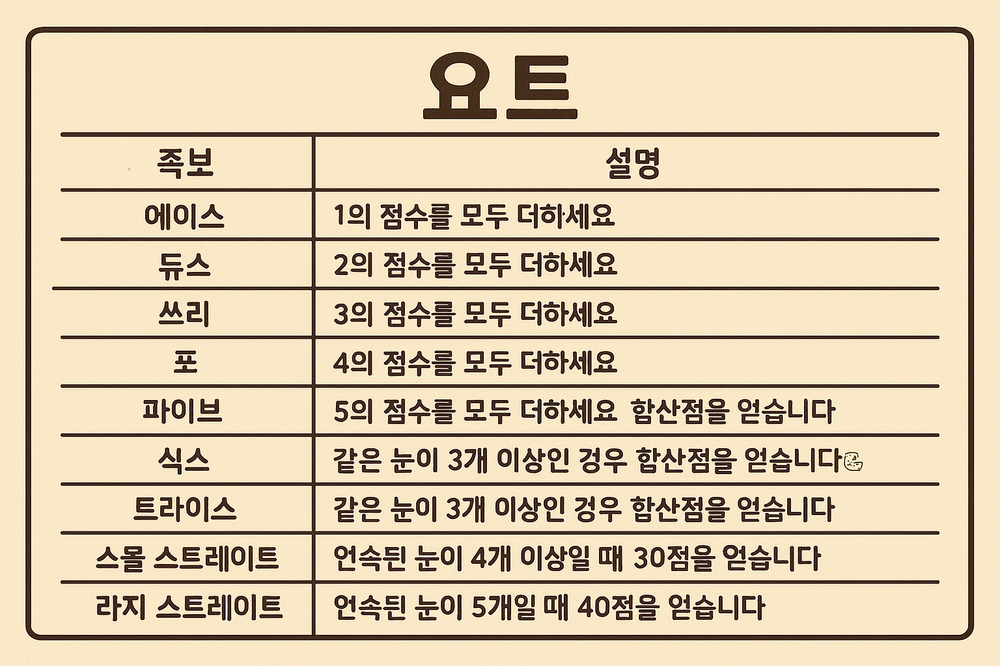 요트
족보 설명
에이스 1의 점수를 모두 더하세요
듀스 2의 점수를 모두 더하세요
쓰리 3의 점수를 모두 더하세요
포 4의 점수를 모두 더하세요
파이브 5의 점수를 모두 더하세요 함산점을 얻습니다
식스 같은 눈이 3개 이상인 경우 함산점을 얻습니다
트라이스 같은 눈이 3개 이상인 경우 함산점을 얻습니다
스몰 스트레이트 연속된 눈이 4개 이상일 때 30점을 얻습니다
라지 스트레이트 연속된 눈이 5개일 때 40점을 얻습니다